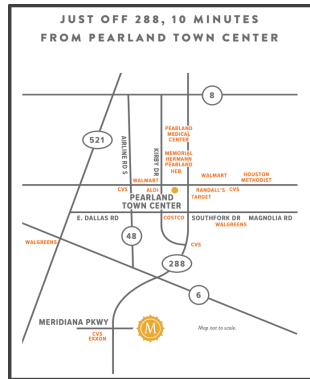 JUST OFF 288, 10 MINUTES
FROM PEARLAND TOWN CENTER
8
521
AIRLINE RD S
KIRBY DR
PEARLAND
MEDICAL
CENTER
MEMORIAL
HERMANN
PEARLAND
HEB
WALMART
WALMART
HOUSTON
METHODIST
CVS
ALDI
RANDALL'S
CVS
TARGET
PEARLAND
TOWN CENTER
E. DALLAS RD
COSTCO
SOUTHFORK DR
MAGNOLIA RD
WALGREENS
48
WALGREENS
CVS
288
6
MERIDIANA PKWY
M
Map not to scale.
CVS
EXXON